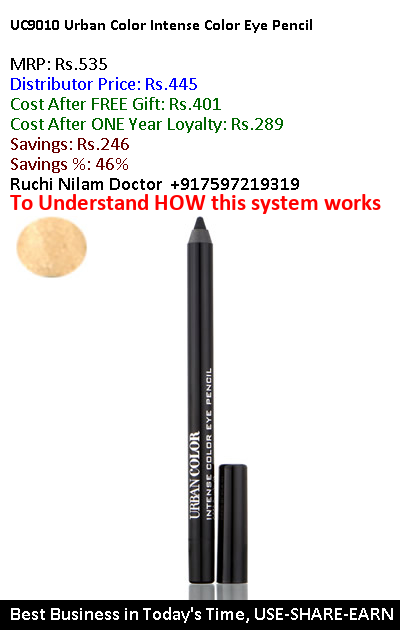 UC9010 Urban Color Intense Color Eye Pencil
MRP: Rs.535
Distributor Price: Rs.445
Cost After FREE Gift: Rs.401
Cost After ONE Year Loyalty: Rs.289
Savings: Rs.246
Savings %: 46%
Ruchi Nilam Doctor +917597219319
To Understand HOW this system works
URBAN COLOR
INTENSE COLOR EYE PENCIL
Best Business in Today's Time, USE-SHARE-EARN